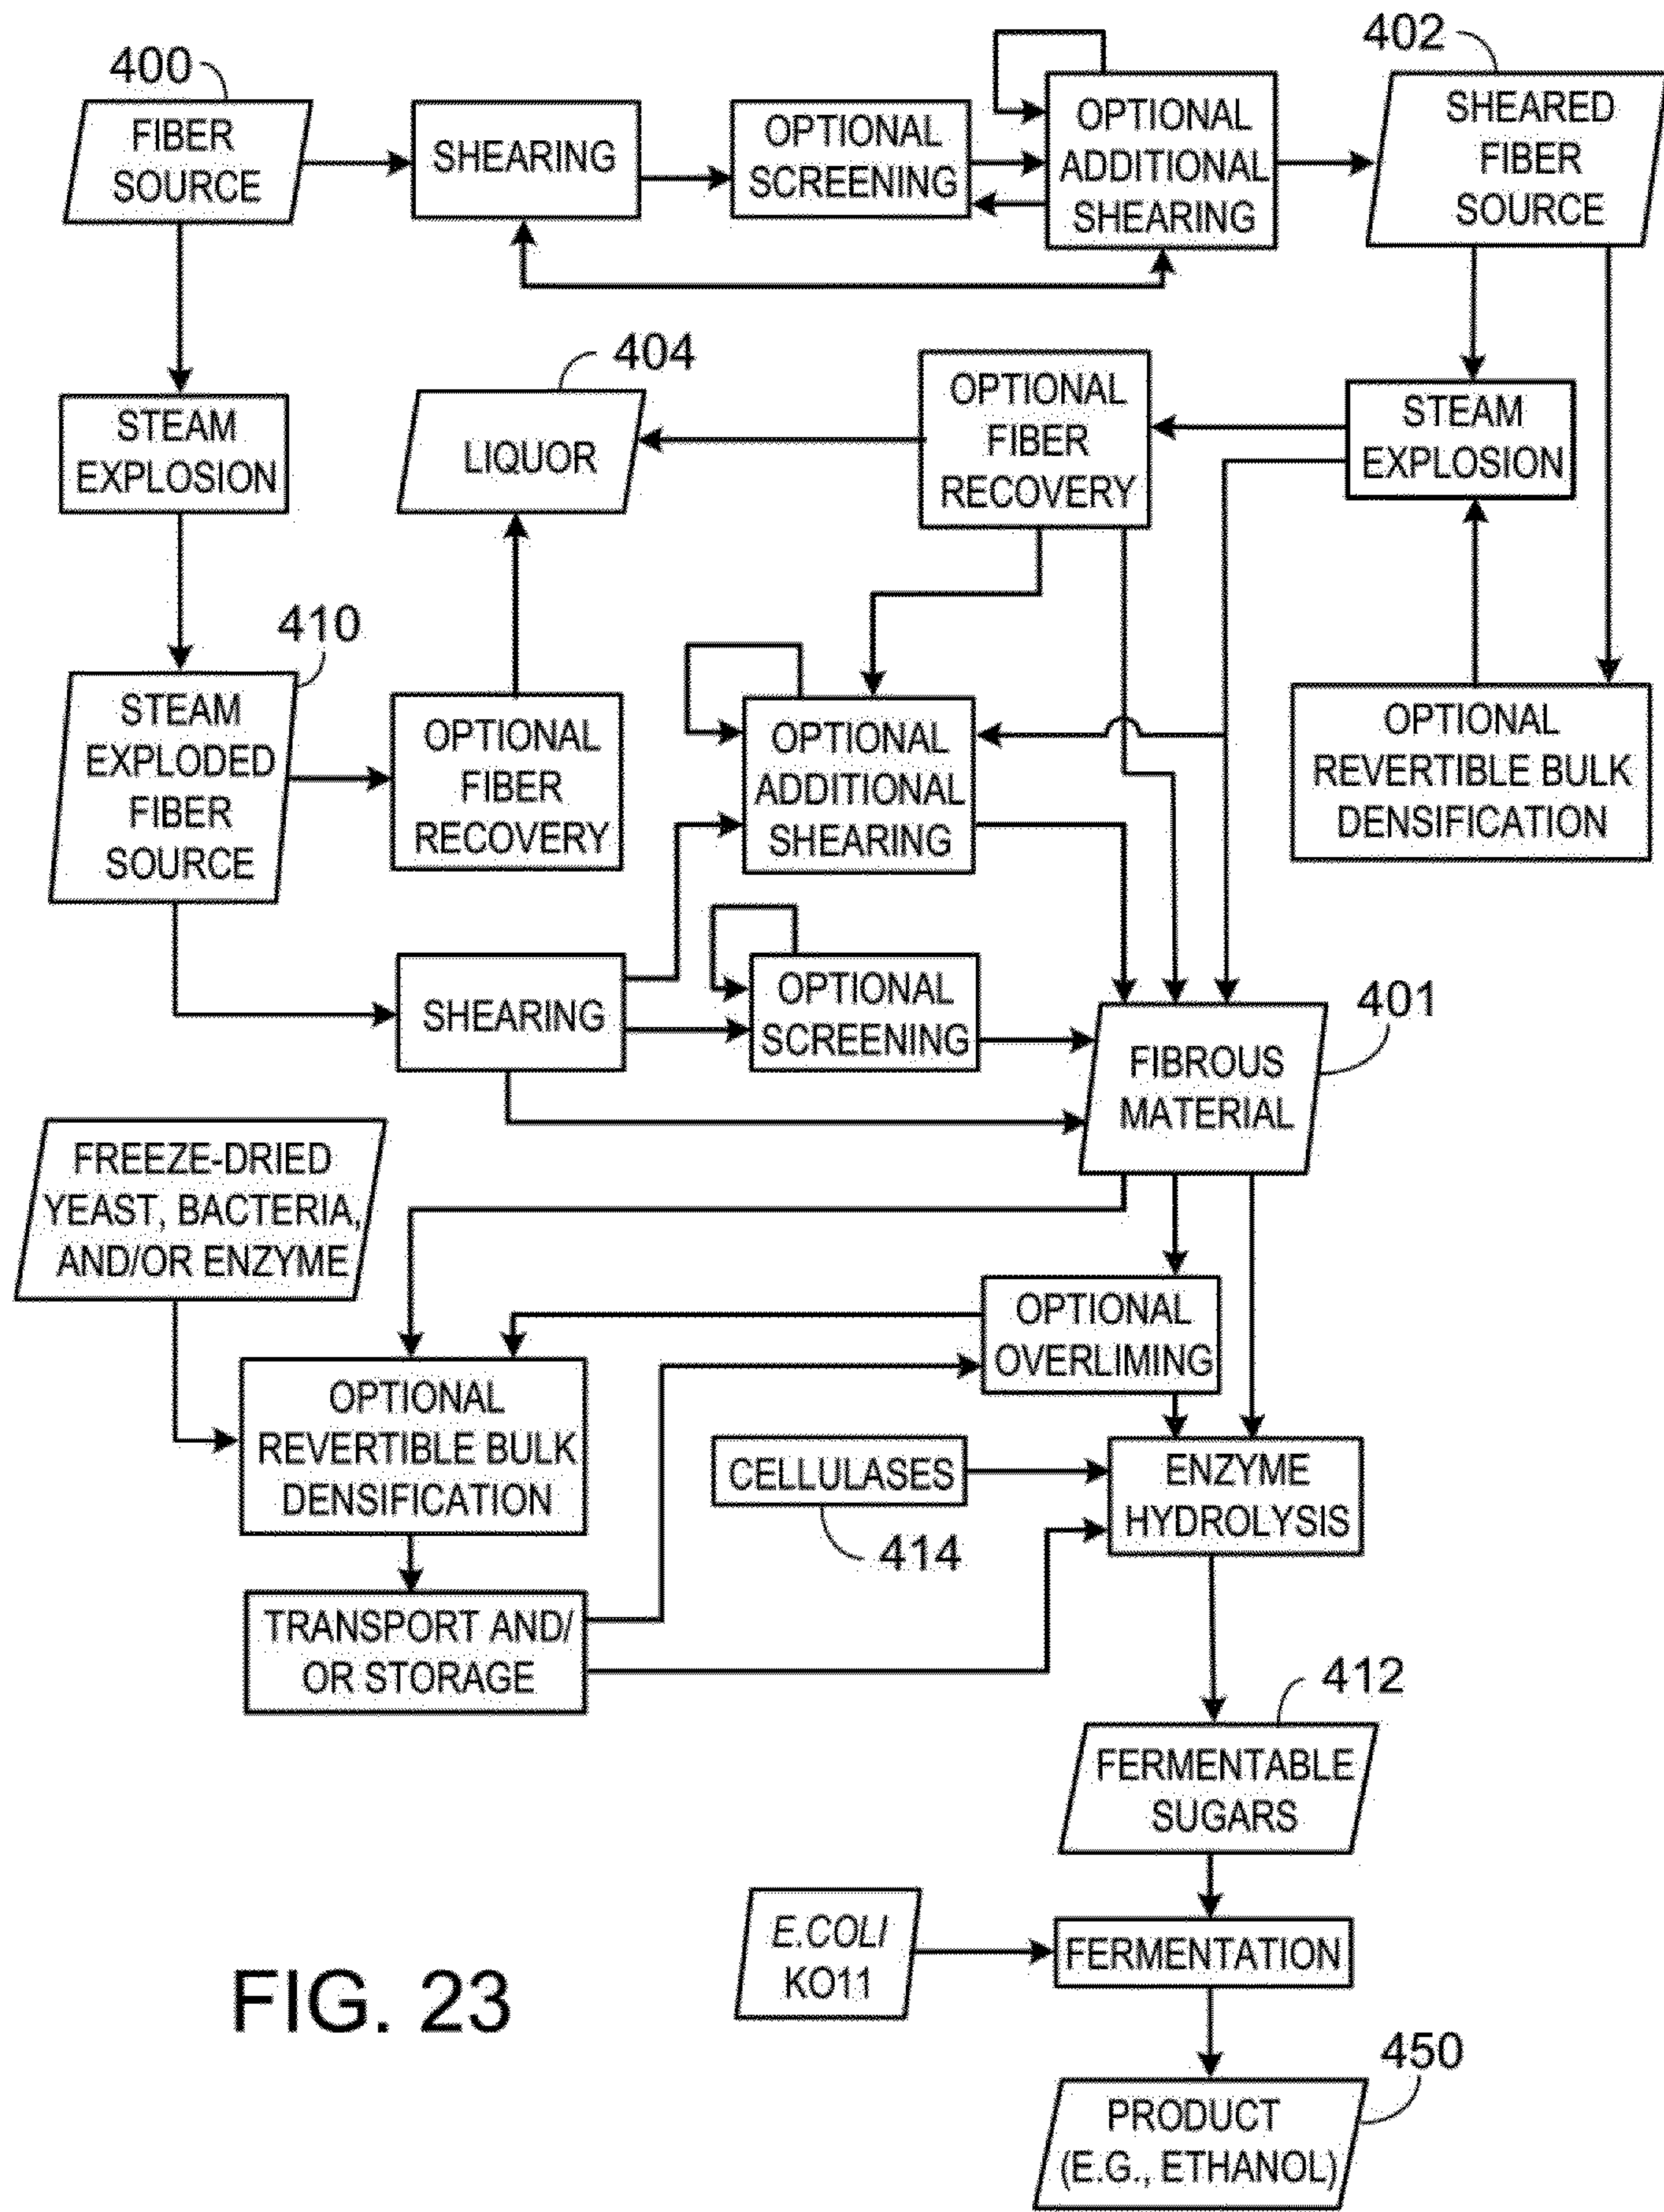 400
FIBER
SOURCE
SHEARING
OPTIONAL
SCREENING
OPTIONAL
ADDITIONAL
SHEARING
402
SHEARED
FIBER
SOURCE
STEAM
EXPLOSION
404
LIQUOR
OPTIONAL
FIBER
RECOVERY
STEAM
EXPLOSION
410
STEAM
EXPLODED
FIBER
SOURCE
OPTIONAL
FIBER
RECOVERY
OPTIONAL
ADDITIONAL
SHEARING
OPTIONAL
REVERTIBLE BULK
DENSIFICATION
SHEARING
OPTIONAL
SCREENING
401
FIBROUS
MATERIAL
FREEZE-DRIED
YEAST, BACTERIA,
AND/OR ENZYME
OPTIONAL
OVERLIMING
OPTIONAL
REVERTIBLE BULK
DENSIFICATION
CELLULASES
414
ENZYME
HYDROLYSIS
TRANSPORT AND/
OR STORAGE
412
FERMENTABLE
SUGARS
E.COLI
KO11
FERMENTATION
450
PRODUCT
(E.G., ETHANOL)
FIG. 23